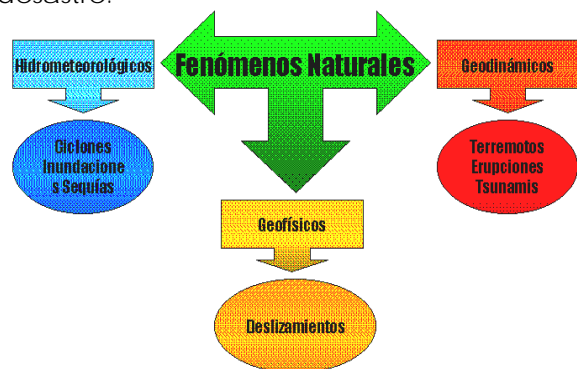 desastre.
Hidrometeorológicos
Fenómenos Naturales
Geodinámicos
Ciclones
Inundacione
s Sequías
Terremotos
Erupciones
Tsunamis
Geofísicos
Deslizamientos